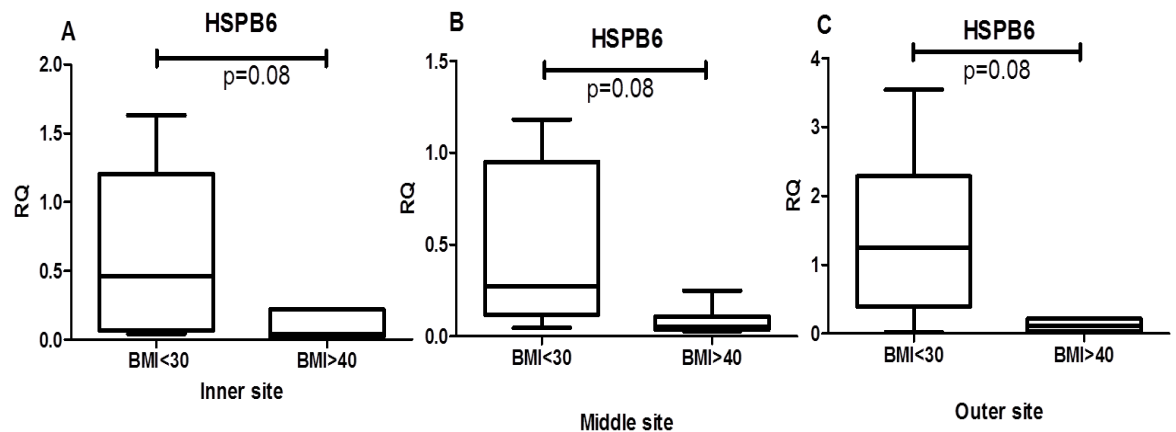 A
HSPB6
p=0.08
2.0
1.5
1.0
0.5
0.0
RQ
BMI<30
BMI>40
Inner site
B
HSPB6
p=0.08
1.5
1.0
0.5
0.0
RQ
BMI<30
BMI>40
Middle site
C
HSPB6
p=0.08
4
3
2
1
0
RQ
BMI<30
BMI>40
Outer site